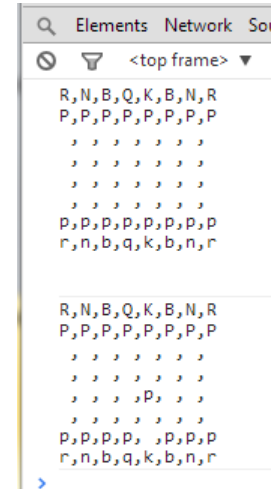 Elements Network Sou
<top frame> ▼
R,N,B,Q,K,B,N,R
P,P,P,P,P,P,P,P
 , , , , , , , 
 , , , , , , , 
 , , , , , , , 
 , , , , , , , 
p,p,p,p,p,p,p,p
r,n,b,q,k,b,n,r
R,N,B,Q,K,B,N,R
P,P,P,P,P,P,P,P
 , , , , , , , 
 , , , , , , , 
 , , , ,p, , , 
 , , , , , , , 
p,p,p,p, ,p,p,p
r,n,b,q,k,b,n,r
>